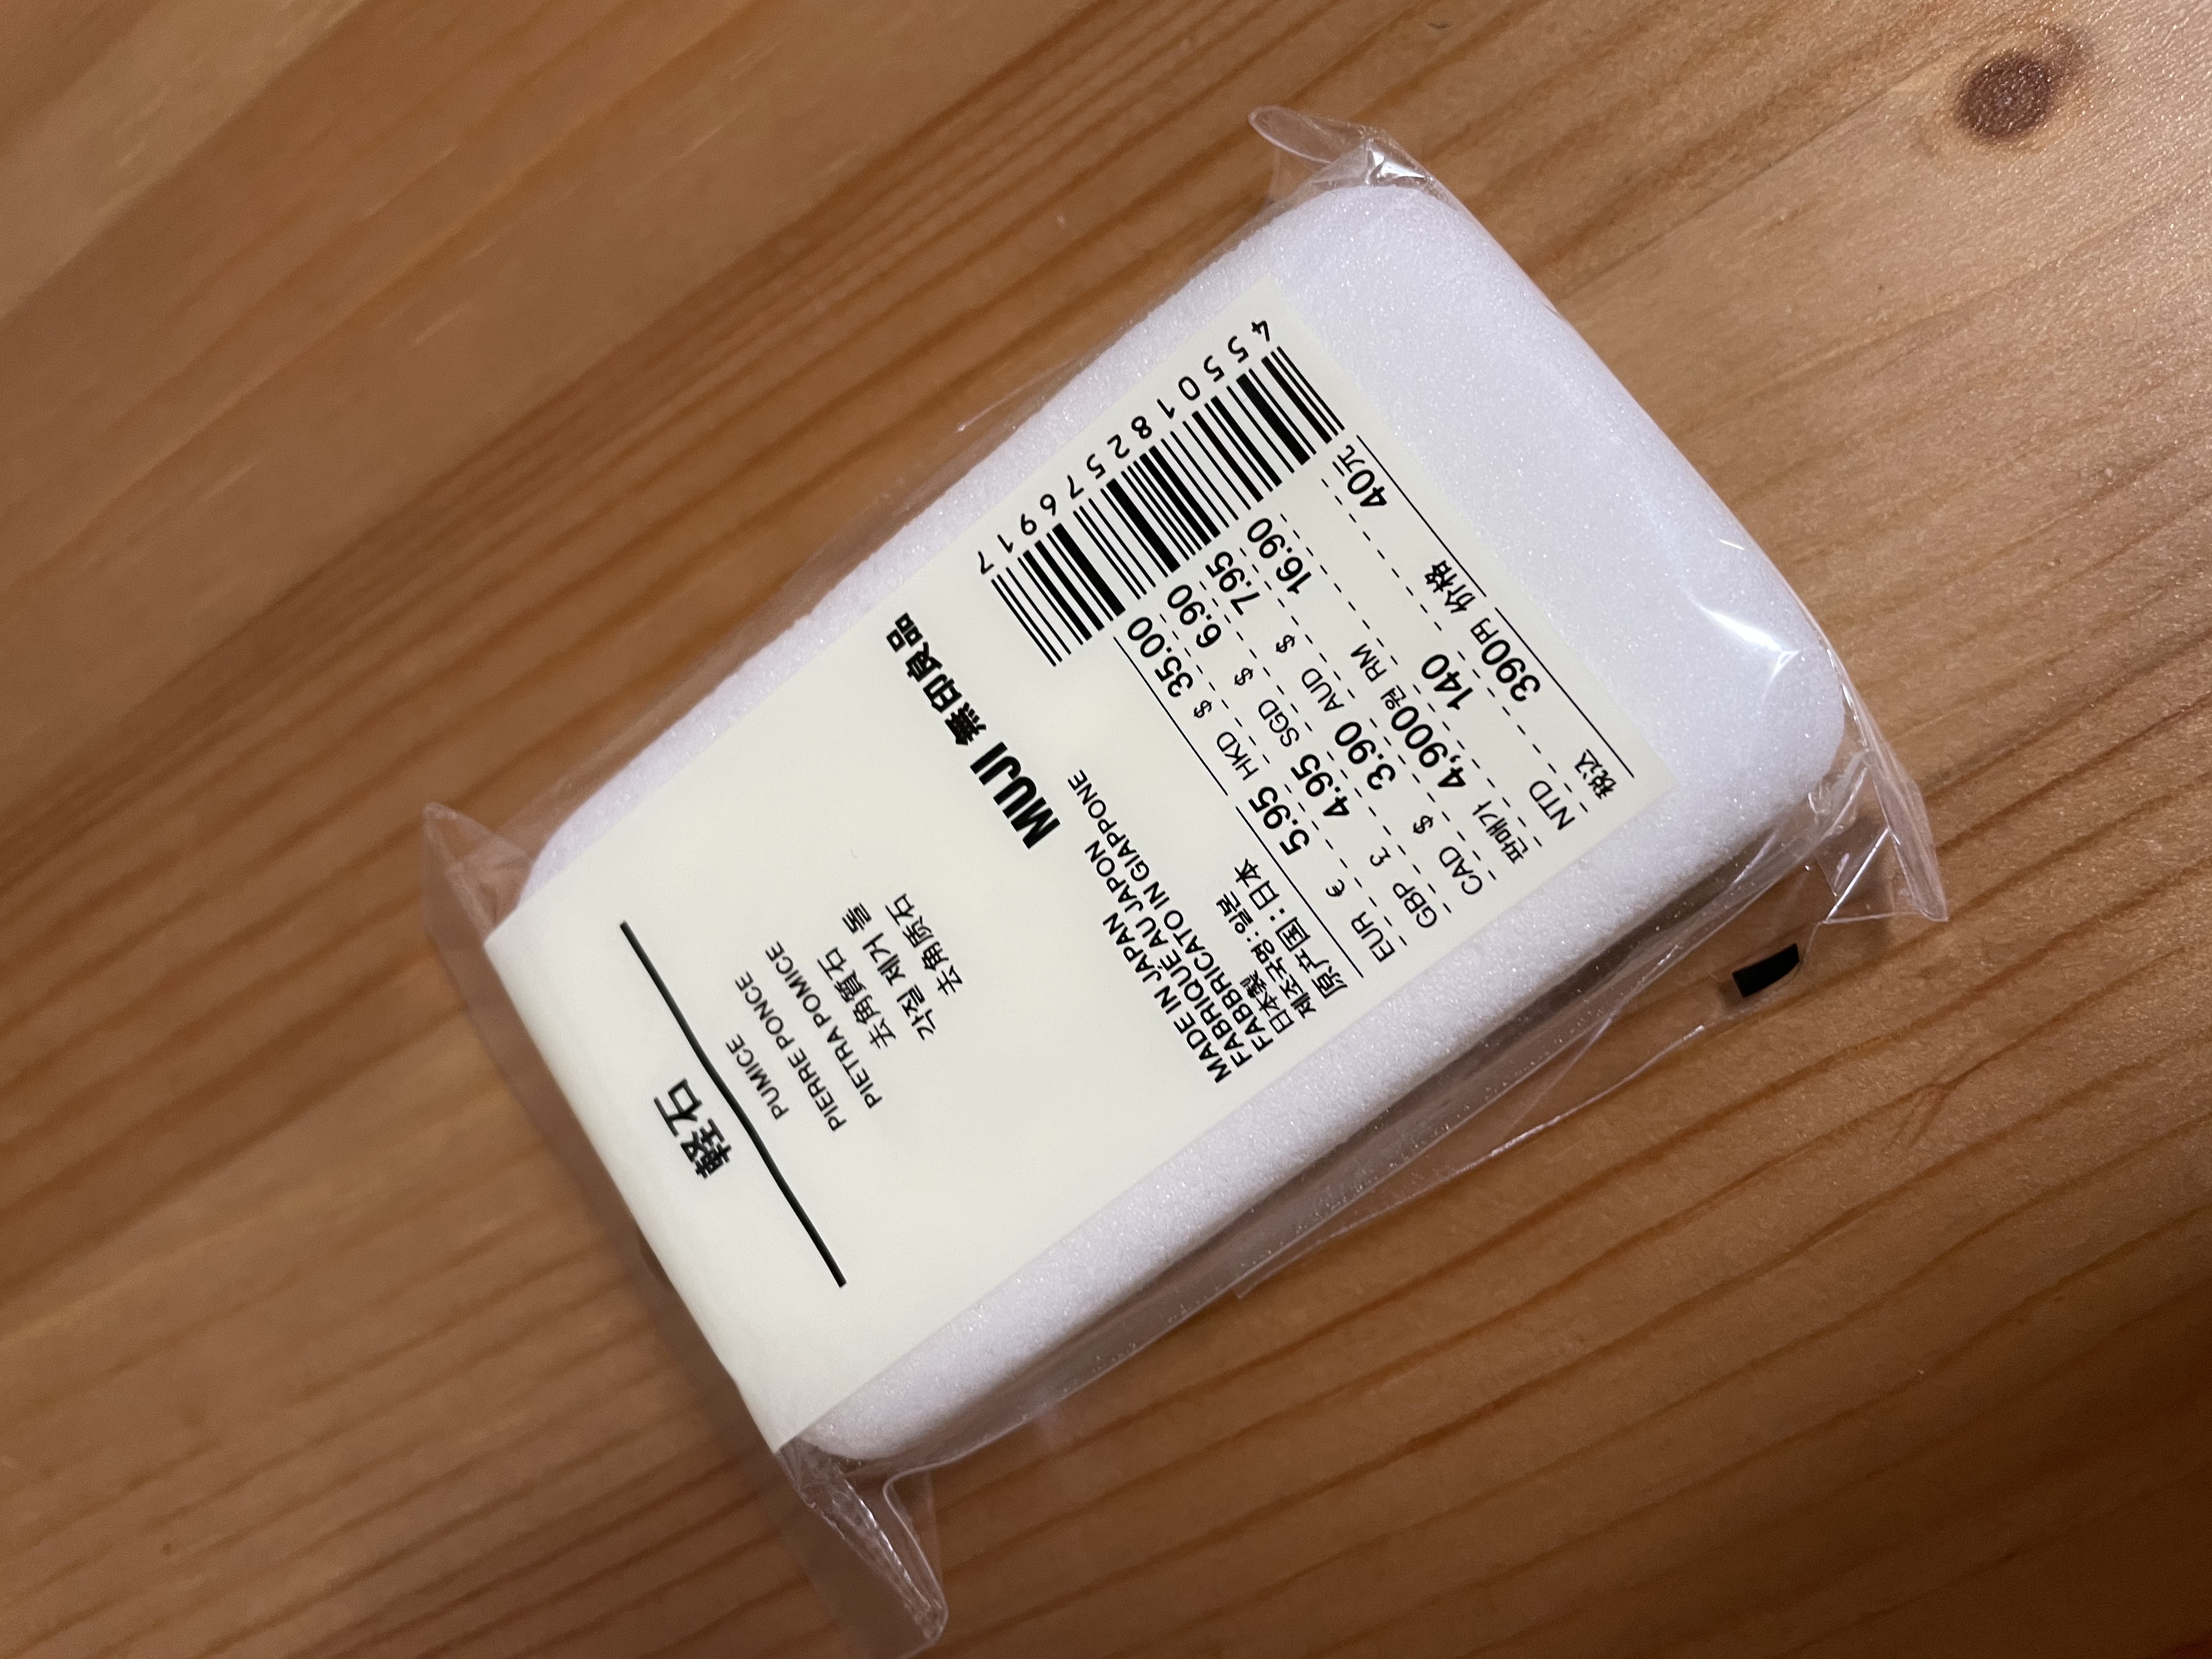 軽石
PUMICE
PIERRE PONCE
PIETRA POMICE
去角質石
각질 제거 돌
去角质石
MUJI 無印良品
MADE IN JAPAN
FABRIQUÉ AU JAPON
FABBRICATO IN GIAPPONE
日本製
제조국명:일본
原产国:日本
4550182576917
EUR € 5.95 HKD $ 35.00
GBP £ 4.95 SGD $ 6.90
CAD $ 3.90 AUD $ 7.95
판매가 4,900원 RM 16.90
NTD 140
税込 390円 价格 40元